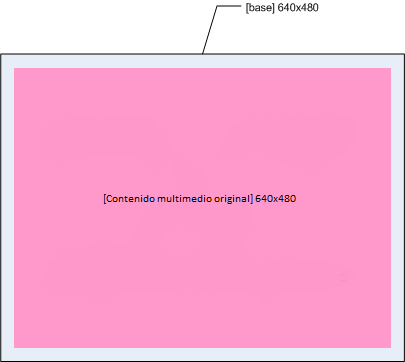 [base] 640x480
[Contenido multimedio original] 640x480